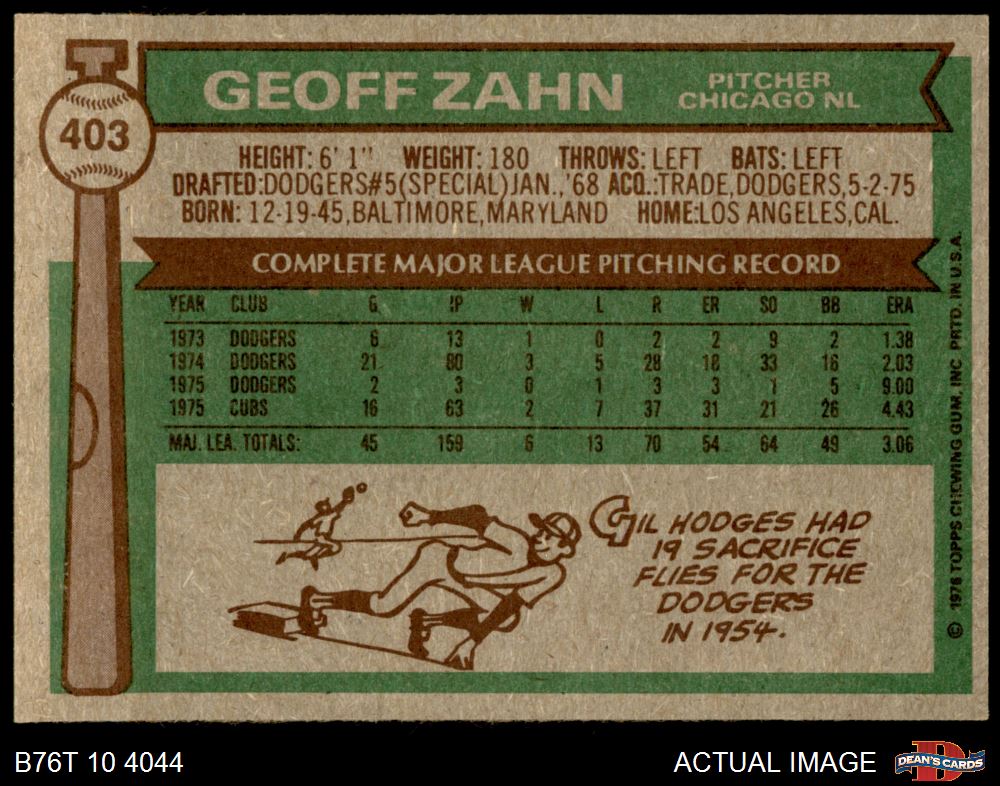 GEOFF ZAHN
PITCHER
CHICAGO NL
403
HEIGHT: 6' 1" WEIGHT: 180 THROWS: LEFT BATS: LEFT
DRAFTED:DODGERS#5(SPECIAL)JAN.,'68 ACQ.:TRADE,DODGERS,5-2-75
BORN: 12-19-45,BALTIMORE,MARYLAND HOME:LOS ANGELES,CAL.
COMPLETE MAJOR LEAGUE PITCHING RECORD
YEAR CLUB G IP W L R ER SO BB ERA
1973 DODGERS 6 13 1 0 2 2 9 2 1.38
1974 DODGERS 21 80 3 5 28 18 33 16 2.03
1975 DODGERS 2 3 0 1 3 3 1 5 9.00
1975 CUBS 16 63 2 7 37 31 21 26 4.43
MAJ. LEA. TOTALS: 45 159 6 13 70 54 64 49 3.06
GIL HODGES HAD
19 SACRIFICE
FLIES FOR THE
DODGERS
IN 1954.
© 1976 TOPPS CHEWING GUM, INC. PRTD. IN U.S.A.
B76T 10 4044
ACTUAL IMAGE
D
DEAN'S CARDS